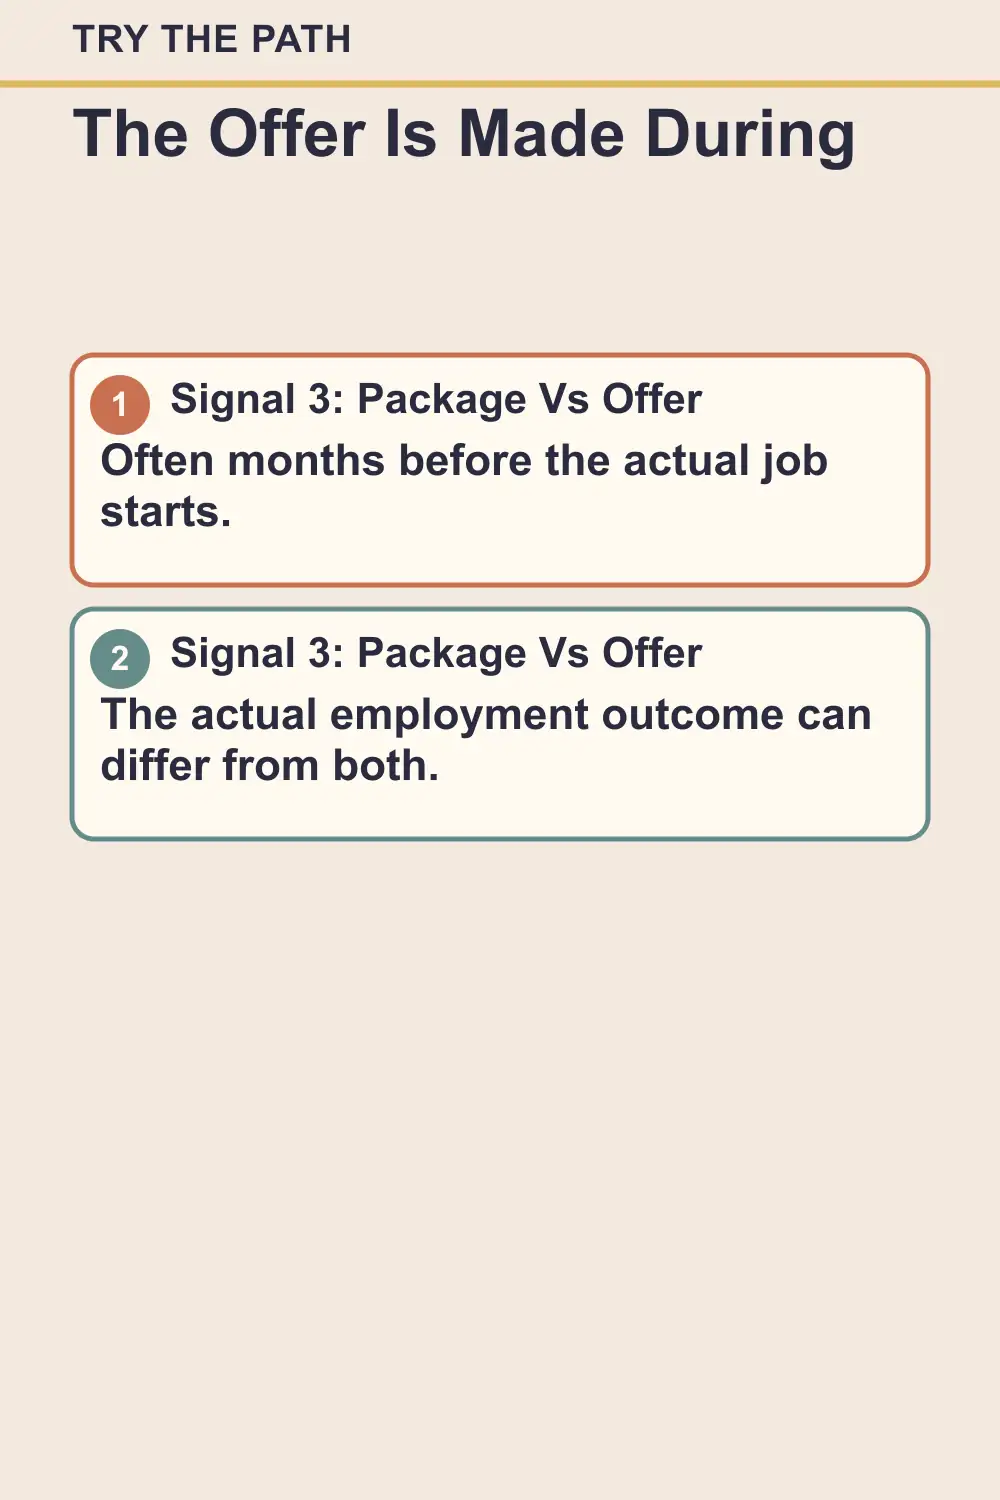 TRY THE PATH
The Offer Is Made During
1 Signal 3: Package Vs Offer
Often months before the actual job
starts.
2 Signal 3: Package Vs Offer
The actual employment outcome can
differ from both.